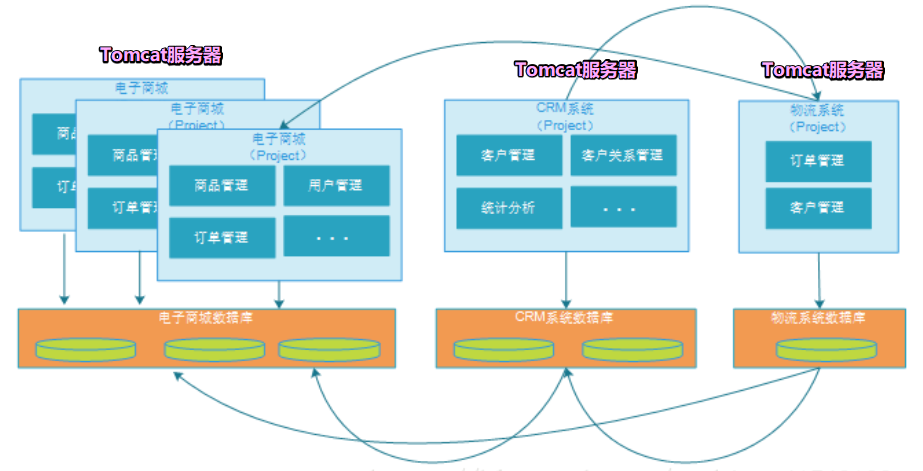 Tomcat服务器
Tomcat服务器
Tomcat服务器
电子商城
商品
订单
电子商城
（Project）
商品管理
订单管理
电子商城
（Project）
商品管理
用户管理
订单管理
. . .
CRM系统
（Project）
客户管理
客户关系管理
统计分析
. . .
物流系统
（Project）
订单管理
客户管理
电子商城数据库
CRM系统数据库
物流系统数据库